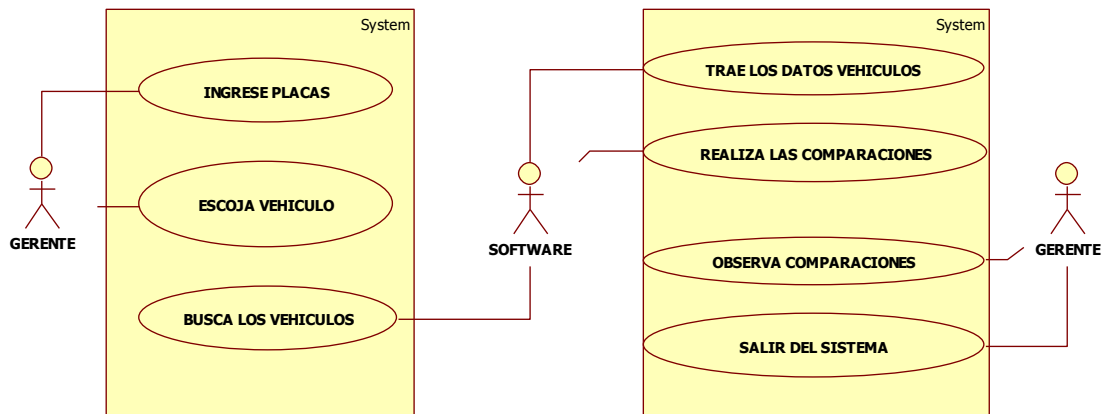 System
INGRESE PLACAS
ESCOJA VEHICULO
GERENTE
BUSCA LOS VEHICULOS
SOFTWARE
System
TRAE LOS DATOS VEHICULOS
REALIZA LAS COMPARACIONES
OBSERVA COMPARACIONES
GERENTE
SALIR DEL SISTEMA